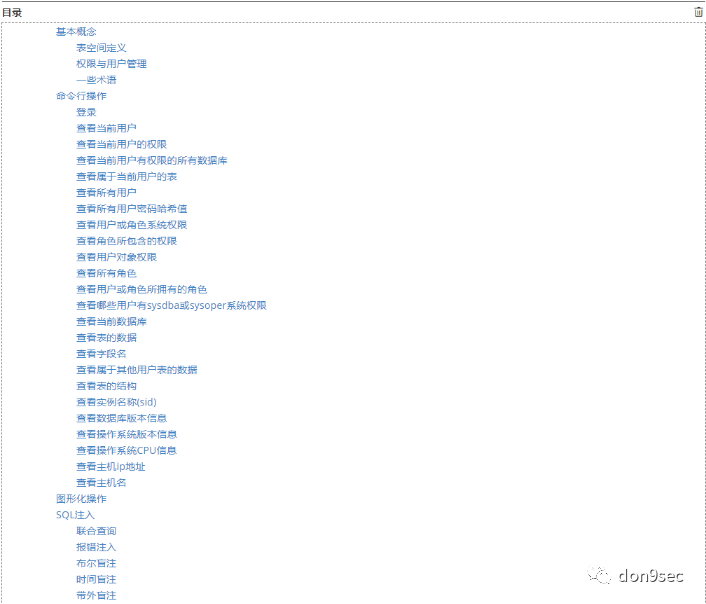 目录
基本概念
表空间定义
权限与用户管理
一些术语
命令行操作
登录
查看当前用户
查看当前用户的权限
查看当前用户有权限的所有数据库
查看属于当前用户的表
查看所有用户
查看所有用户密码哈希值
查看用户或角色系统权限
查看角色所包含的权限
查看用户对象权限
查看所有角色
查看用户或角色所拥有的角色
查看哪些用户有sysdba或sysoper系统权限
查看当前数据库
查看表的数据
查看字段名
查看属于其他用户表的数据
查看表的结构
查看实例名称(sid)
查看数据库版本信息
查看操作系统版本信息
查看操作系统CPU信息
查看主机ip地址
查看主机名
图形化操作
SQL注入
联合查询
报错注入
布尔盲注
时间盲注
带外盲注
don9sec